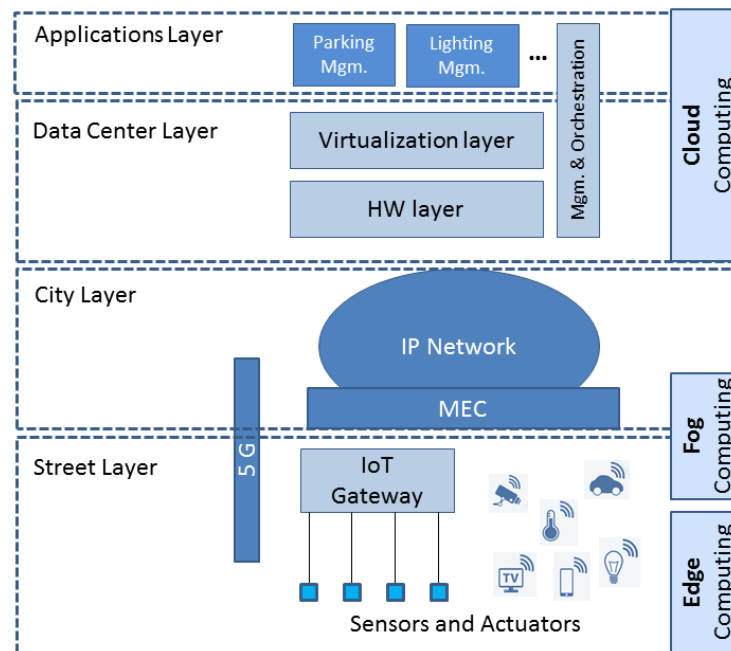 Applications Layer
Parking
Mgm.
Lighting
Mgm.
...
Mgm. & Orchestration
Cloud
Computing
Data Center Layer
Virtualization layer
HW layer
City Layer
IP Network
MEC
5 G
Fog
Computing
Street Layer
IoT
Gateway
TV
Edge
Computing
Sensors and Actuators